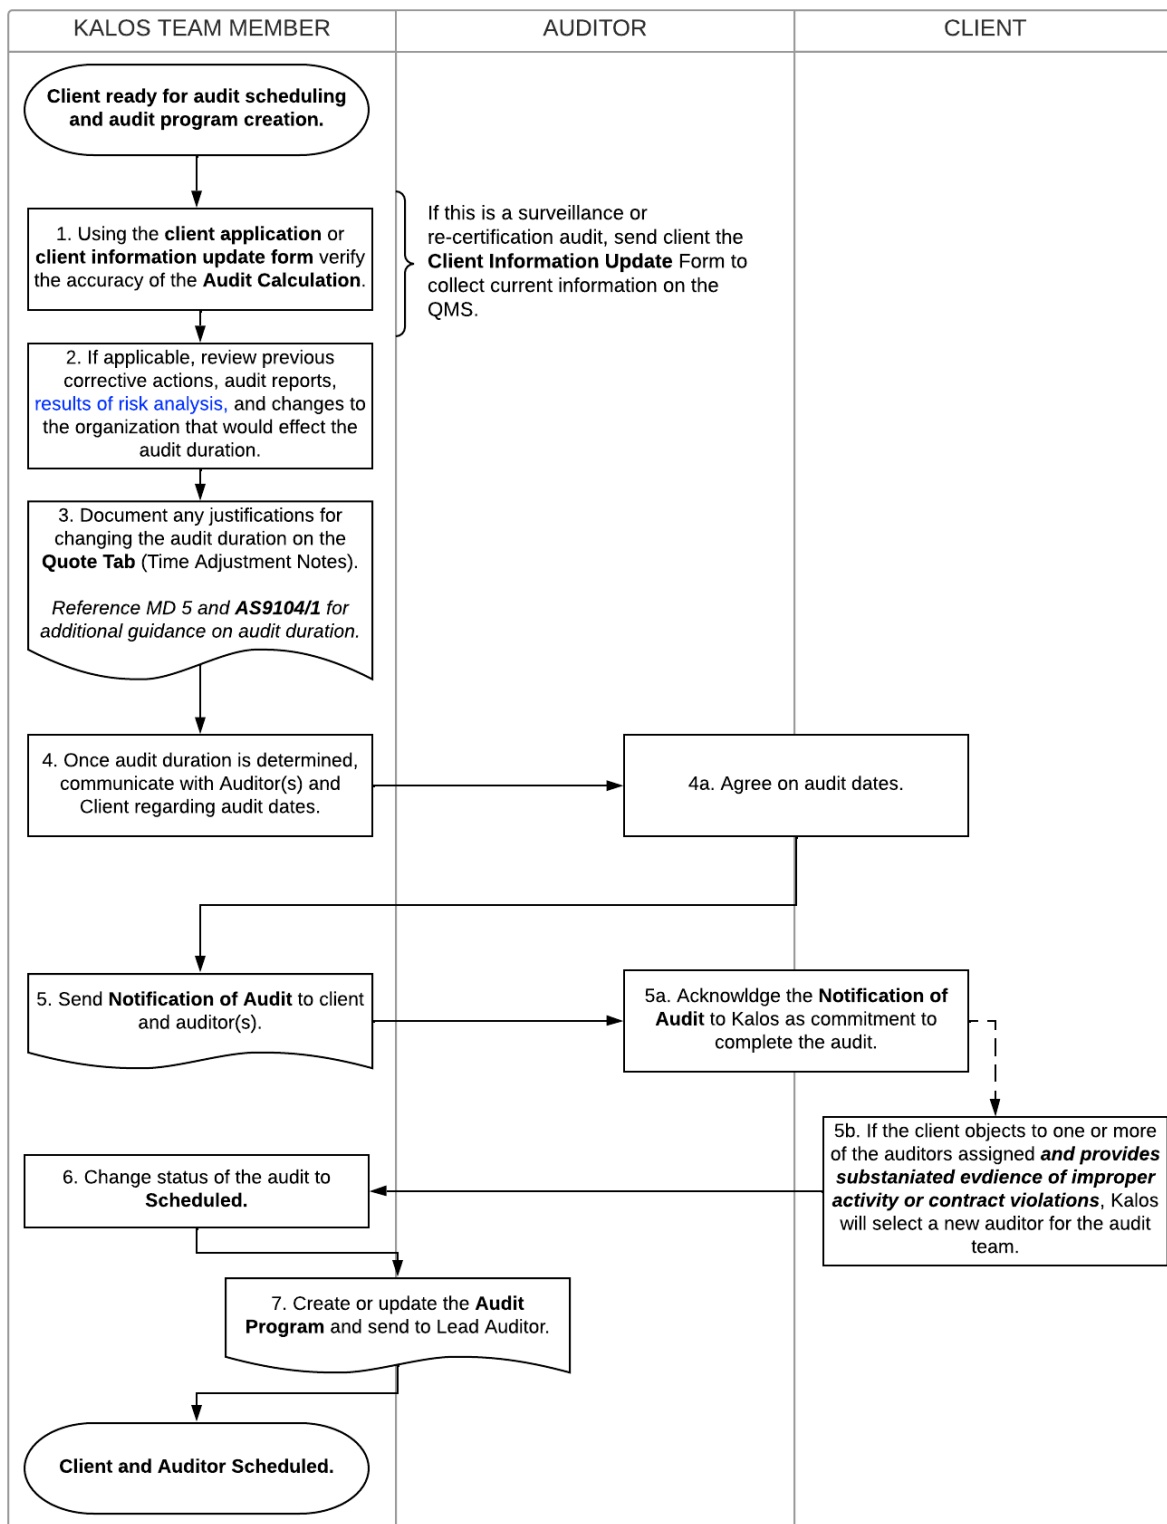 KALOS TEAM MEMBER
AUDITOR
CLIENT
Client ready for audit scheduling
and audit program creation.
1. Using the client application or
client information update form verify
the accuracy of the Audit Calculation.
If this is a surveillance or
re-certification audit, send client the
Client Information Update Form to
collect current information on the
QMS.
2. If applicable, review previous
corrective actions, audit reports,
results of risk analysis, and changes to
the organization that would effect the
audit duration.
3. Document any justifications for
changing the audit duration on the
Quote Tab (Time Adjustment Notes).
Reference MD 5 and AS9104/1 for
additional guidance on audit duration.
4. Once audit duration is determined,
communicate with Auditor(s) and
Client regarding audit dates.
4a. Agree on audit dates.
5. Send Notification of Audit to client
and auditor(s).
5a. Acknowldge the Notification of
Audit to Kalos as commitment to
complete the audit.
5b. If the client objects to one or more
of the auditors assigned and provides
substaniated evdience of improper
activity or contract violations, Kalos
will select a new auditor for the audit
team.
6. Change status of the audit to
Scheduled.
7. Create or update the Audit
Program and send to Lead Auditor.
Client and Auditor Scheduled.